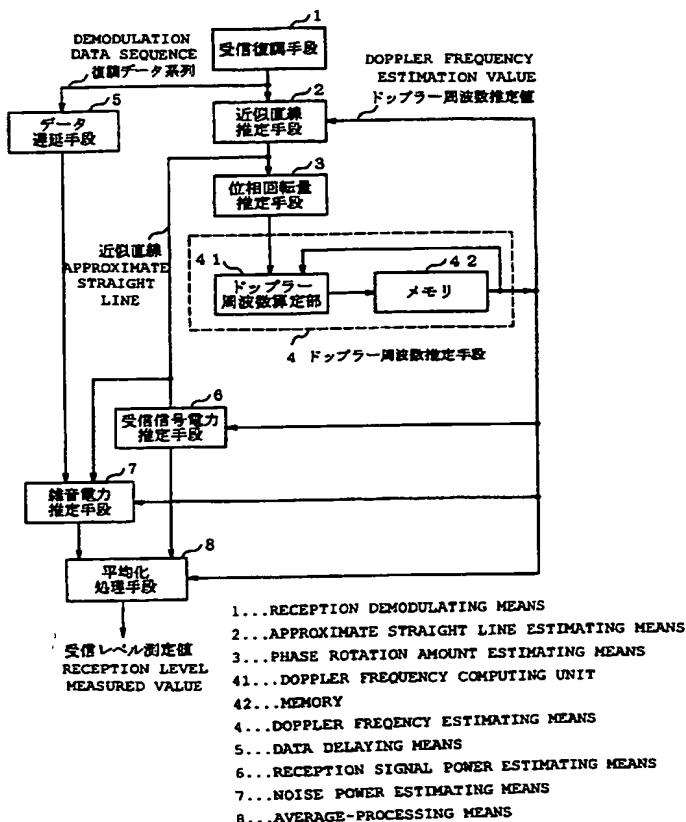 1
受信復調手段
DEMODULATION
DATA SEQUENCE
復調データ系列
DOPPLER FREQUENCY
ESTIMATION VALUE
ドップラー周波数推定値
5
データ
遅延手段
2
近似直線
推定手段
3
位相回転量
推定手段
近似直線
APPROXIMATE
STRAIGHT
LINE
41
ドップラー
周波数算定部
42
メモリ
4 ドップラー周波数推定手段
6
受信信号電力
推定手段
7
雑音電力
推定手段
8
平均化
処理手段
受信レベル測定値
RECEPTION LEVEL
MEASURED VALUE
1...RECEPTION DEMODULATING MEANS
2...APPROXIMATE STRAIGHT LINE ESTIMATING MEANS
3...PHASE ROTATION AMOUNT ESTIMATING MEANS
41...DOPPLER FREQUENCY COMPUTING UNIT
42...MEMORY
4...DOPPLER FREQENCY ESTIMATING MEANS
5...DATA DELAYING MEANS
6...RECEPTION SIGNAL POWER ESTIMATING MEANS
7...NOISE POWER ESTIMATING MEANS
8...AVERAGE-PROCESSING MEANS